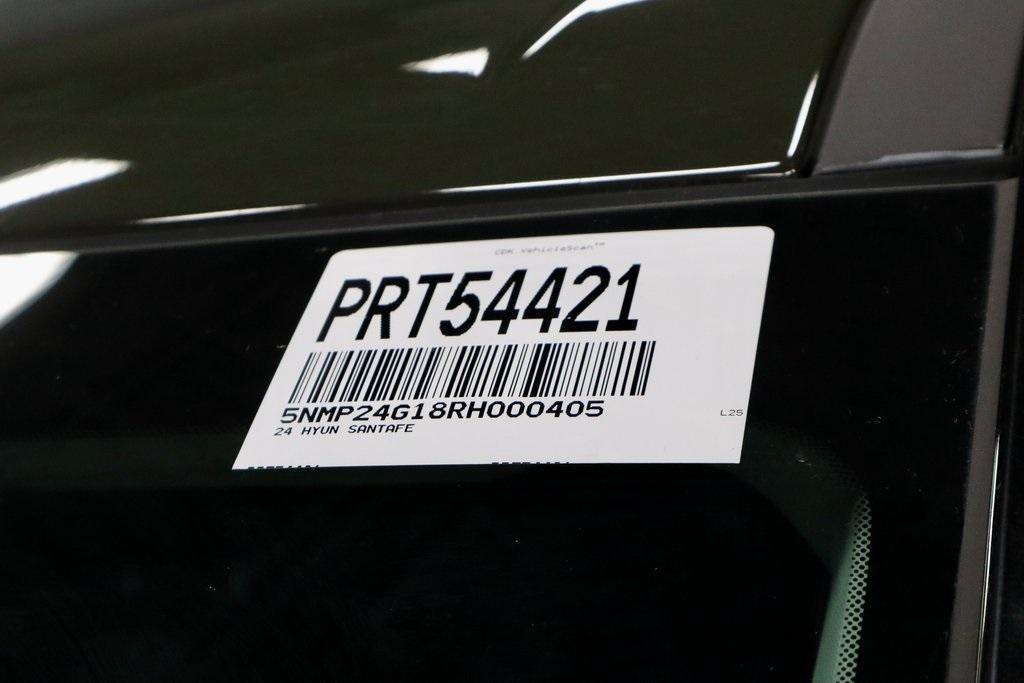 CDK VehicleScan™
PRT54421
5NMP24G18RH000405
24 HYUN SANTAFE
L25